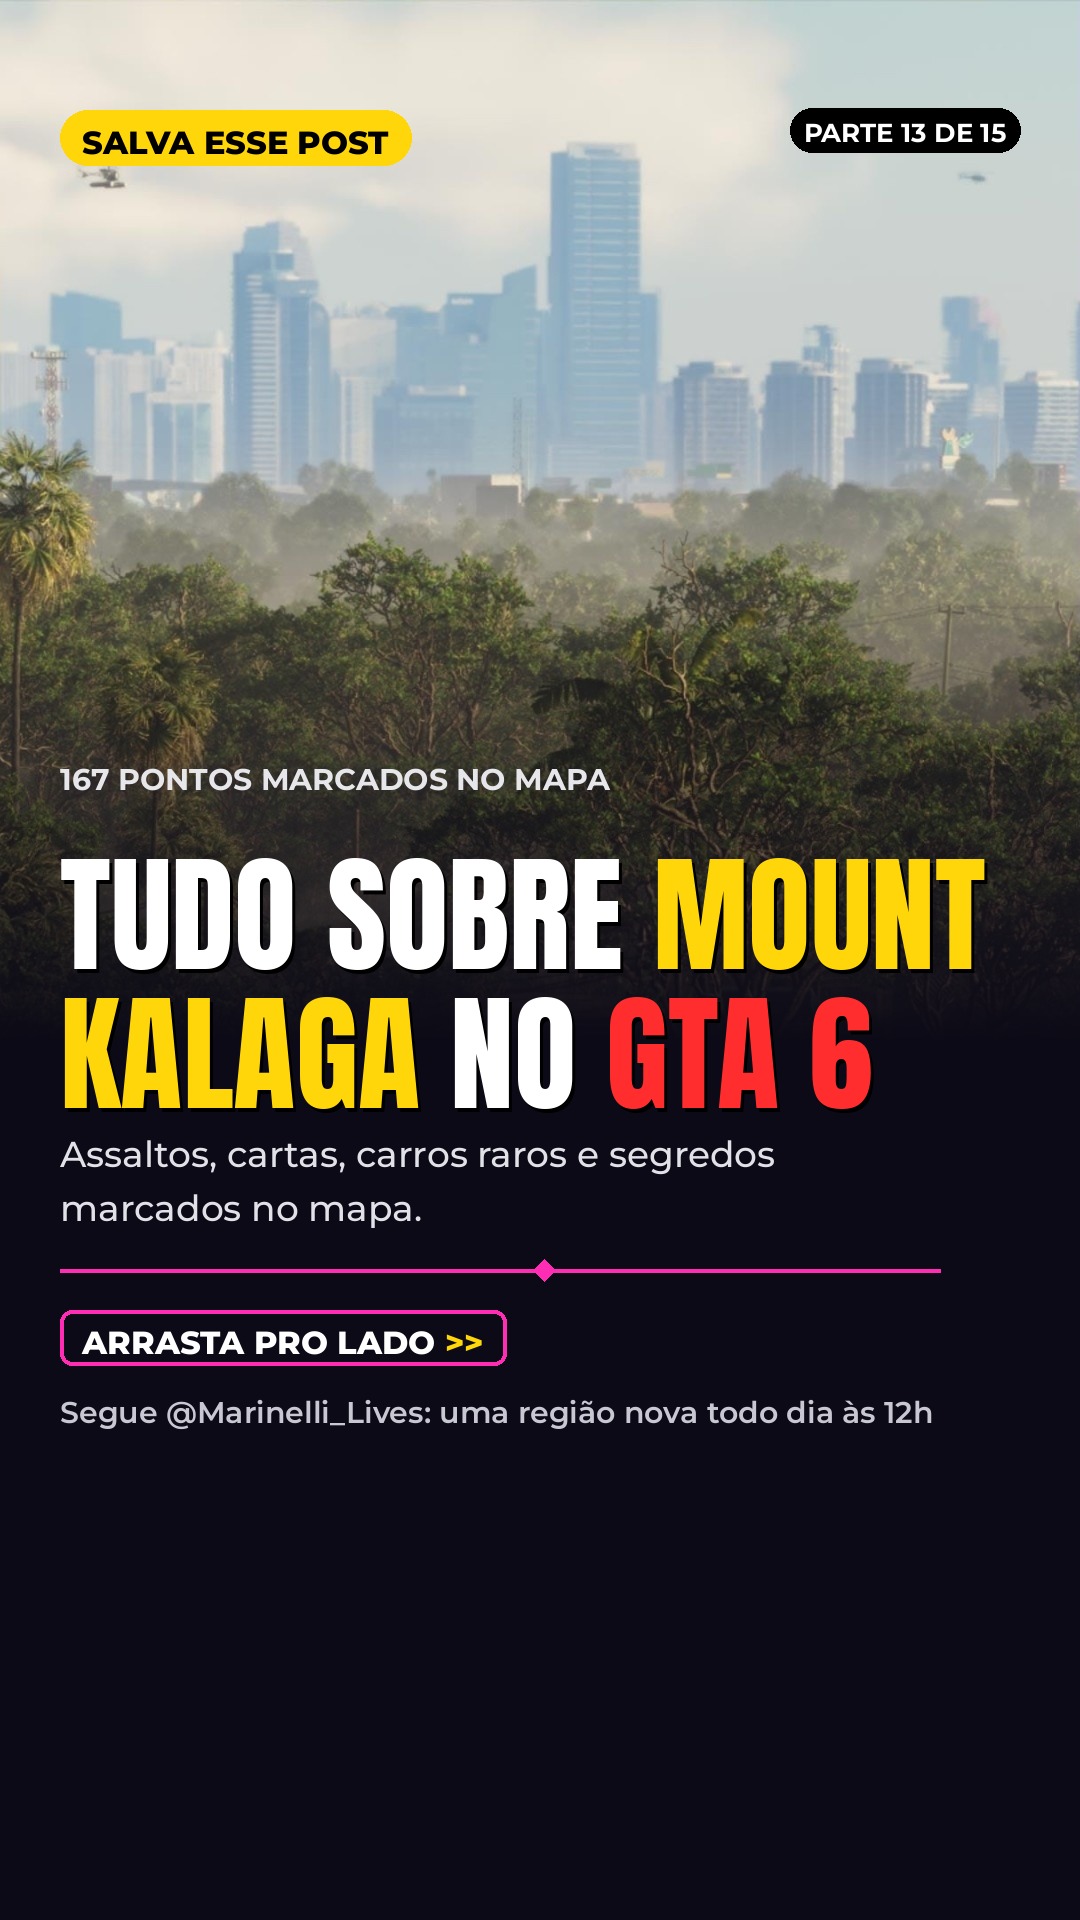 SALVA ESSE POST
PARTE 13 DE 15
167 PONTOS MARCADOS NO MAPA
TUDO SOBRE MOUNT
KALAGA NO GTA 6
Assaltos, cartas, carros raros e segredos
marcados no mapa.
ARRASTA PRO LADO >>
Segue @Marinelli_Lives: uma região nova todo dia às 12h